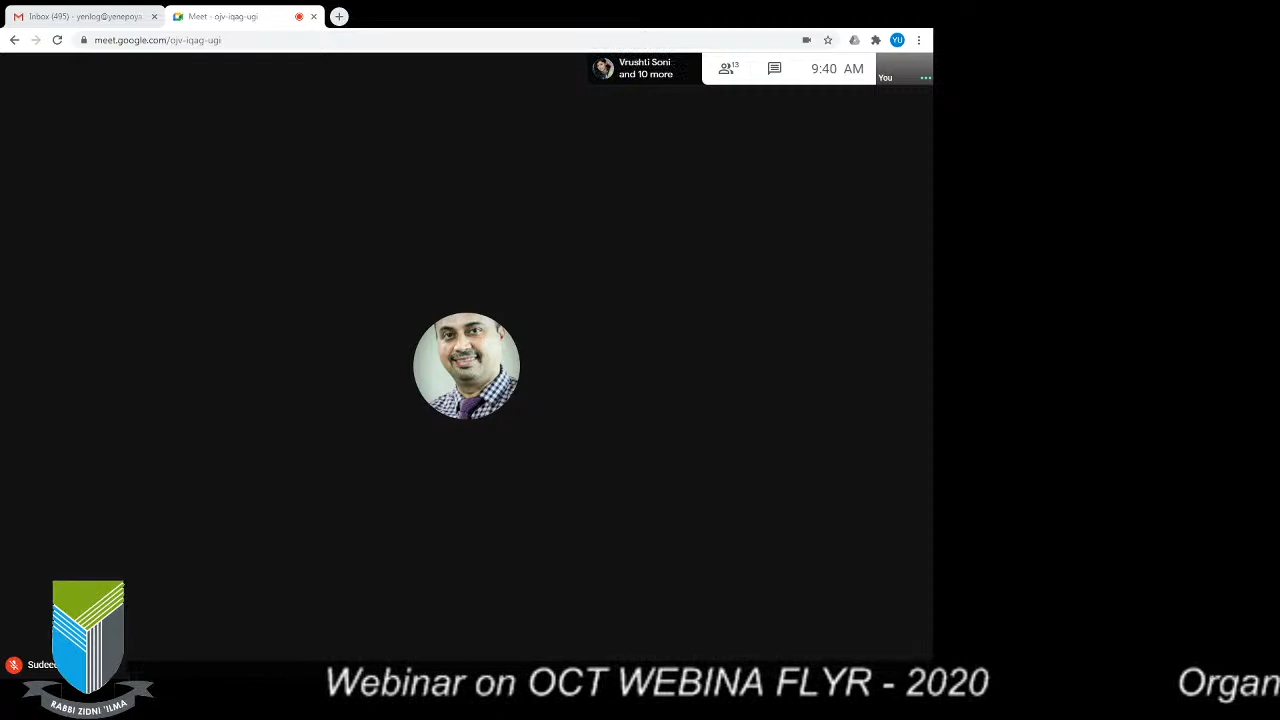 Inbox (495) - yenlog@yenepoya
Meet - ojv-iqag-ugi
meet.google.com/ojv-iqag-ugi
YU
Vrushti Soni
and 10 more
13
9:40 AM
You
Webinar on OCT WEBINA FLYR - 2020
Organ
RABBI ZIDNI 'ILMA